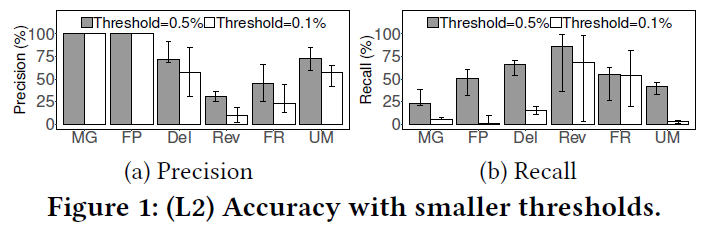 Threshold=0.5% Threshold=0.1%
Precision (%)
100
75
50
25
0
MG FP Del Rev FR UM
(a) Precision
Threshold=0.5% Threshold=0.1%
Recall (%)
100
75
50
25
0
MG FP Del Rev FR UM
(b) Recall
Figure 1: (L2) Accuracy with smaller thresholds.